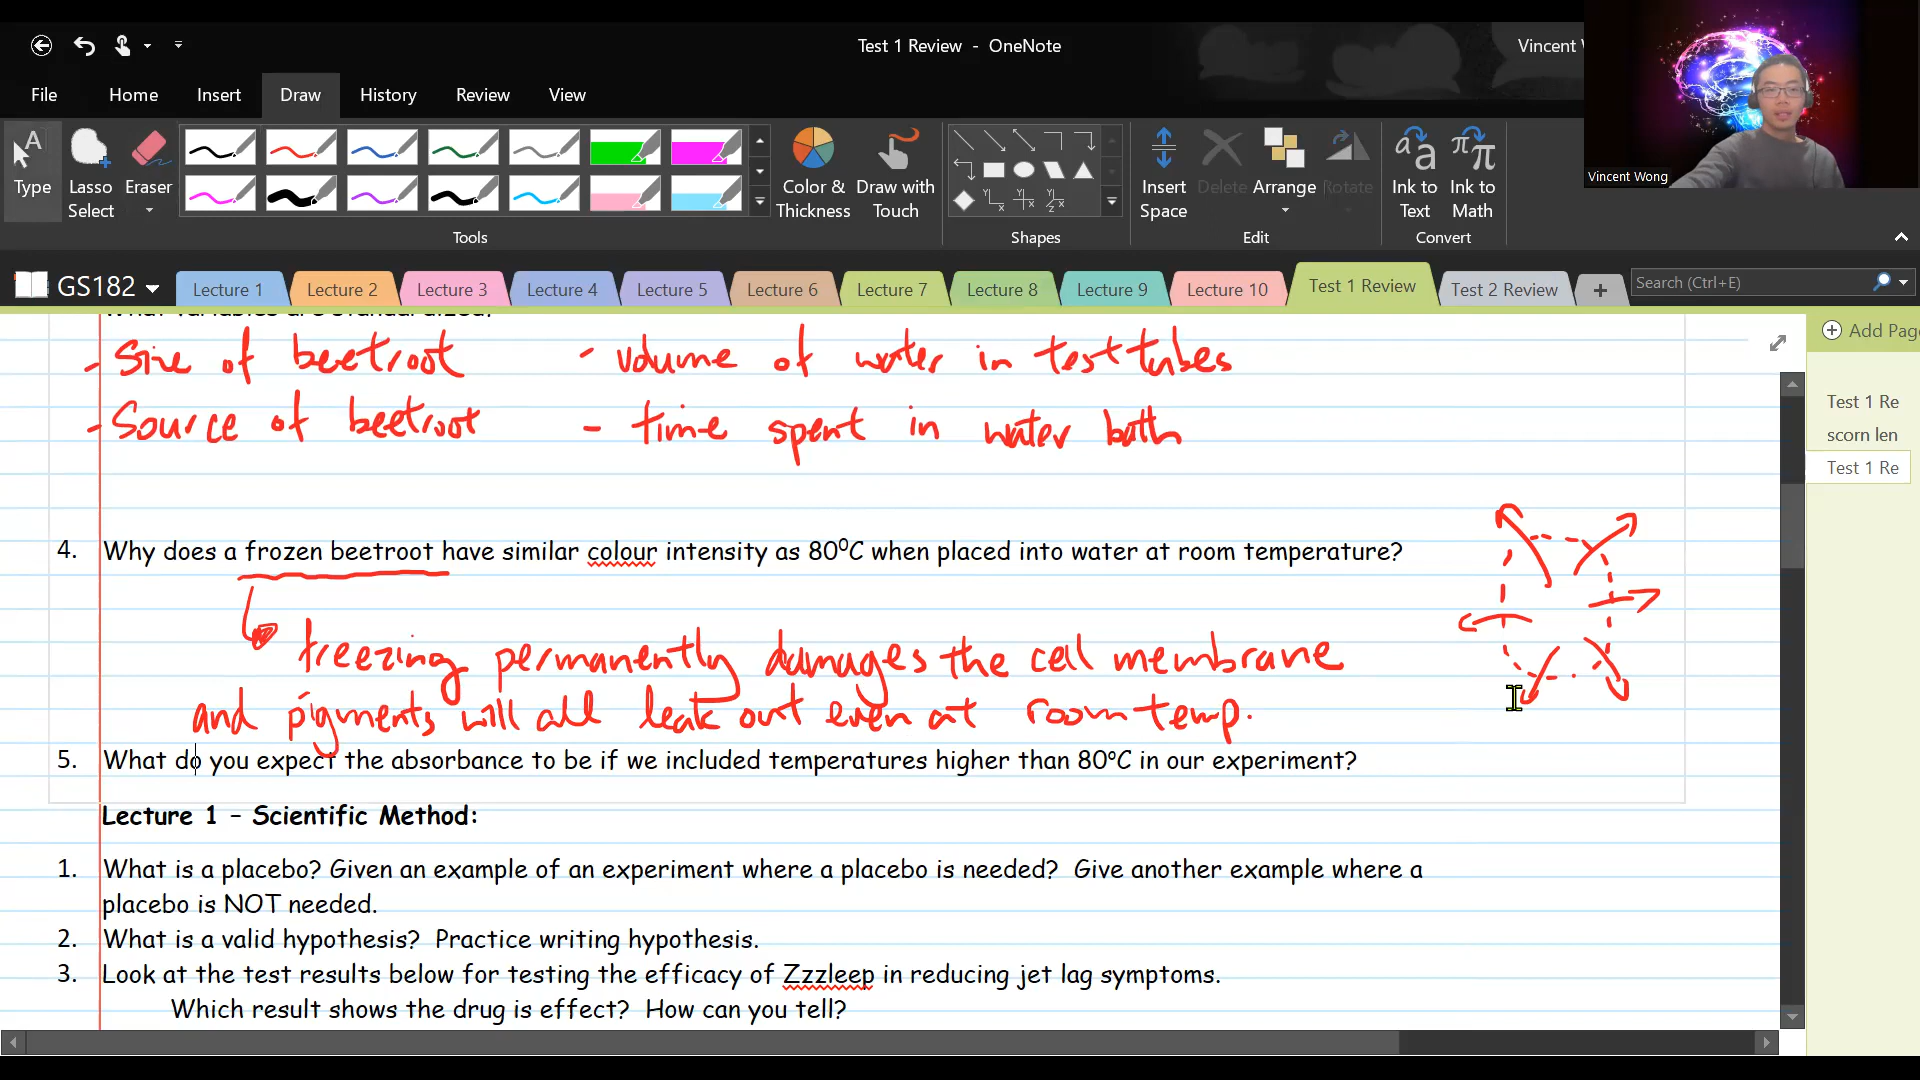 Test 1 Review - OneNote
Vincent W
File
Home
Insert
Draw
History
Review
View
Type
Lasso Select
Eraser
Color & Thickness
Draw with Touch
Insert Space
Delete
Arrange
Rotate
Ink to Text
Ink to Math
Tools
Shapes
Edit
Convert
Vincent Wong
GS182
Lecture 1
Lecture 2
Lecture 3
Lecture 4
Lecture 5
Lecture 6
Lecture 7
Lecture 8
Lecture 9
Lecture 10
Test 1 Review
Test 2 Review
Search (Ctrl+E)
Add Pag
Test 1 Re
scorn len
Test 1 Re
What variables are standardized?
- Size of beetroot
- volume of water in test tubes
- Source of beetroot
- time spent in water bath
4. Why does a frozen beetroot have similar colour intensity as 80⁰C when placed into water at room temperature?
freezing permanently damages the cell membrane
and pigments will all leak out even at room temp.
5. What do you expect the absorbance to be if we included temperatures higher than 80ºC in our experiment?
Lecture 1 – Scientific Method:
1. What is a placebo? Given an example of an experiment where a placebo is needed? Give another example where a
placebo is NOT needed.
2. What is a valid hypothesis? Practice writing hypothesis.
3. Look at the test results below for testing the efficacy of Zzzleep in reducing jet lag symptoms.
Which result shows the drug is effect? How can you tell?